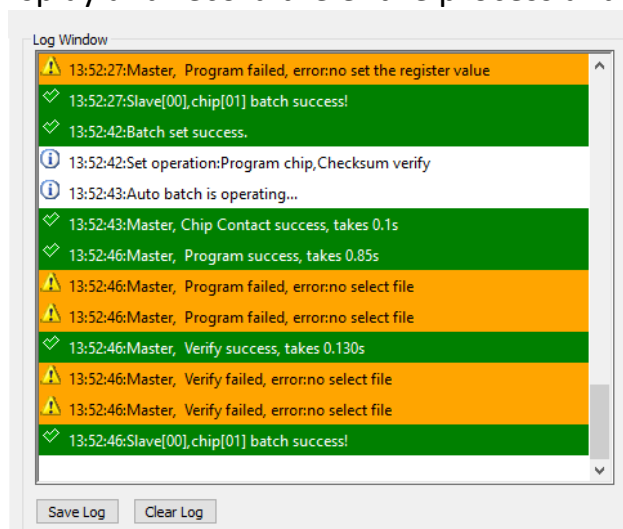 Log Window
13:52:27:Master, Program failed, error:no set the register value
13:52:27:Slave[00],chip[01] batch success!
13:52:42:Batch set success.
13:52:42:Set operation:Program chip,Checksum verify
13:52:43:Auto batch is operating...
13:52:43:Master, Chip Contact success, takes 0.1s
13:52:46:Master, Program success, takes 0.85s
13:52:46:Master, Program failed, error:no select file
13:52:46:Master, Program failed, error:no select file
13:52:46:Master, Verify success, takes 0.130s
13:52:46:Master, Verify failed, error:no select file
13:52:46:Master, Verify failed, error:no select file
13:52:46:Slave[00],chip[01] batch success!
Save Log Clear Log